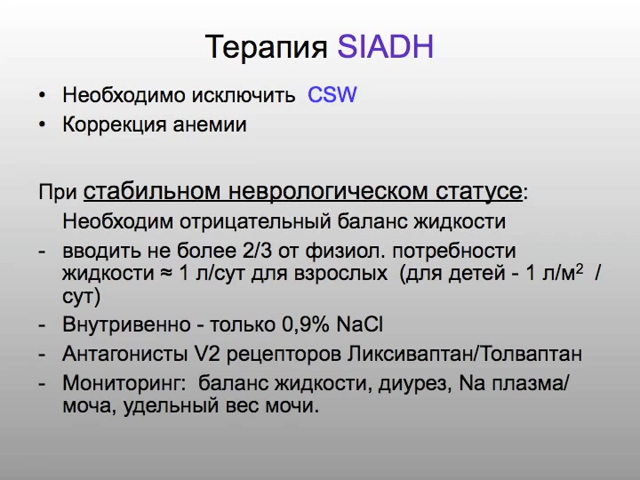 Терапия SIADH
• Необходимо исключить CSW
• Коррекция анемии
При стабильном неврологическом статусе:
Необходим отрицательный баланс жидкости
- вводить не более 2/3 от физиол. потребности
жидкости ≈ 1 л/сут для взрослых (для детей - 1 л/м² /
сут)
- Внутривенно - только 0,9% NaCl
- Антагонисты V2 рецепторов Ликсиваптан/Толваптан
- Мониторинг: баланс жидкости, диурез, Na плазма/
моча, удельный вес мочи.